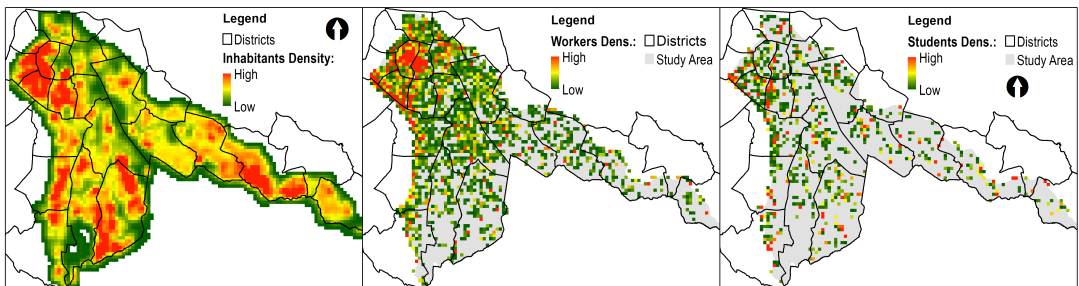 Legend
Districts
Inhabitants Density:
High
Low
Legend
Workers Dens.: Districts
High Study Area
Low
Legend
Students Dens.: Districts
High Study Area
Low